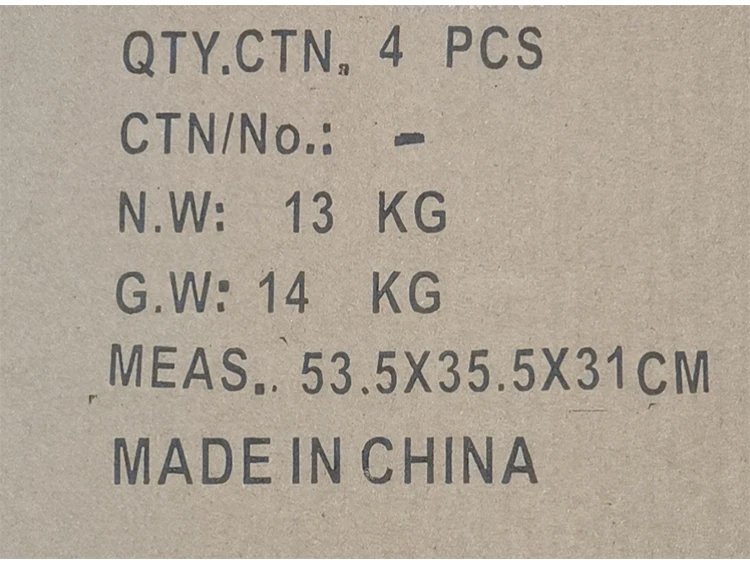 QTY.CTN. 4 PCS
CTN/No.: -
N.W: 13 KG
G.W: 14 KG
MEAS.. 53.5X35.5X31CM
MADE IN CHINA